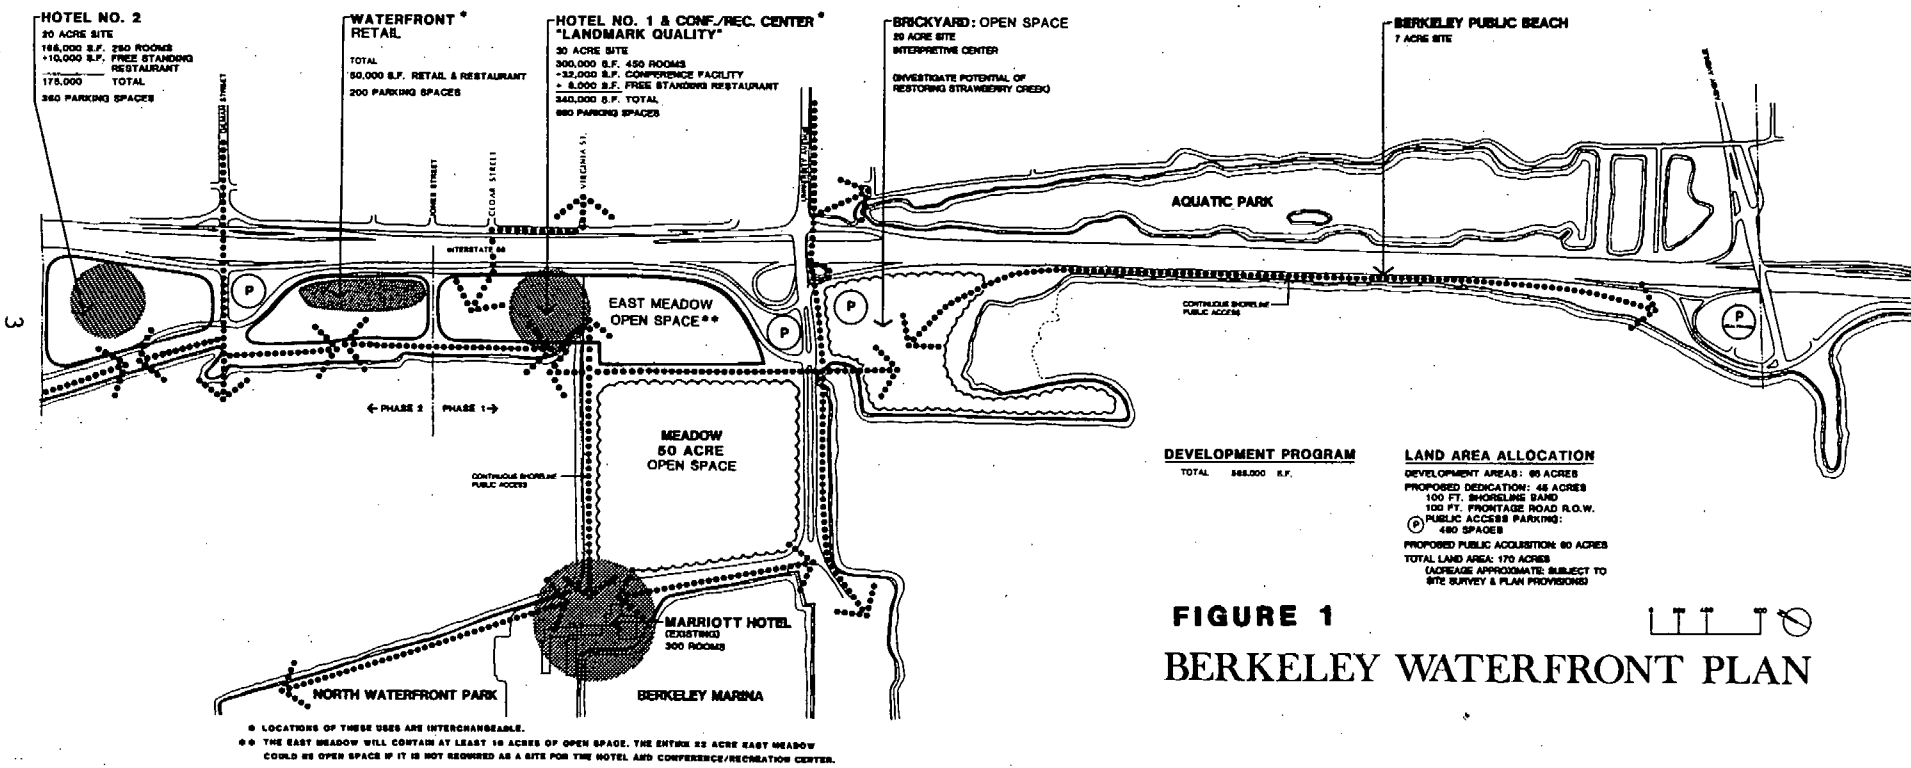 HOTEL NO. 2
20 ACRE SITE
165,000 S.F. 250 ROOMS
+10,000 S.F. FREE STANDING
RESTAURANT
175,000 TOTAL
360 PARKING SPACES
WATERFRONT *
RETAIL
TOTAL
50,000 S.F. RETAIL & RESTAURANT
200 PARKING SPACES
HOTEL NO. 1 & CONF./REC. CENTER *
"LANDMARK QUALITY"
30 ACRE SITE
300,000 S.F. 450 ROOMS
+32,000 S.F. CONFERENCE FACILITY
+ 8,000 S.F. FREE STANDING RESTAURANT
340,000 S.F. TOTAL
PARKING SPACES
BRICKYARD: OPEN SPACE
ACRE SITE
INTERPRETIVE CENTER
(INVESTIGATE POTENTIAL OF
RESTORING STRAWBERRY CREEK)
BERKELEY PUBLIC BEACH
7 ACRE SITE
GILMAN STREET
JONES STREET
CEDAR STREET
VIRGINIA ST.
UNIVERSITY AVENUE
ASHBY AVENUE
AQUATIC PARK
INTERSTATE 80
P
EAST MEADOW
OPEN SPACE**
P
P
P
CONTINUOUS SHORELINE
PUBLIC ACCESS
3
← PHASE 2
PHASE 1 →
MEADOW
50 ACRE
OPEN SPACE
CONTINUOUS SHORELINE
PUBLIC ACCESS
DEVELOPMENT PROGRAM
TOTAL 565,000 S.F.
LAND AREA ALLOCATION
DEVELOPMENT AREAS: ACRES
PROPOSED DEDICATION: 45 ACRES
100 FT. SHORELINE BAND
100 FT. FRONTAGE ROAD R.O.W.
P PUBLIC ACCESS PARKING:
SPACES
PROPOSED PUBLIC ACQUISITION: ACRES
TOTAL LAND AREA: 170 ACRES
(ACREAGE APPROXIMATE: SUBJECT TO
SITE SURVEY & PLAN PROVISIONS)
MARRIOTT HOTEL
(EXISTING)
300 ROOMS
NORTH WATERFRONT PARK
BERKELEY MARINA
FIGURE 1
BERKELEY WATERFRONT PLAN
* LOCATIONS OF THESE USES ARE INTERCHANGEABLE.
** THE EAST MEADOW WILL CONTAIN AT LEAST ACRES OF OPEN SPACE. THE ENTIRE 22 ACRE EAST MEADOW
COULD BE OPEN SPACE IF IT IS NOT REQUIRED AS A SITE FOR THE HOTEL AND CONFERENCE/RECREATION CENTER.